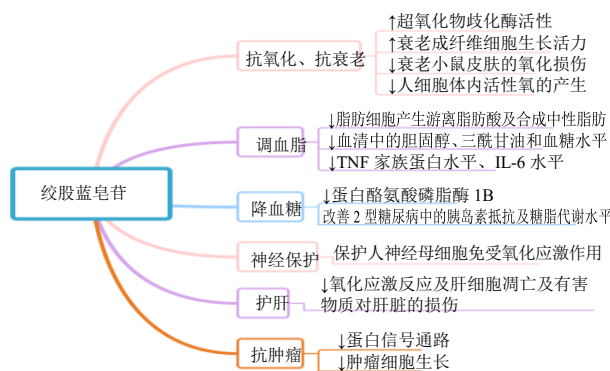 绞股蓝皂苷
抗氧化、抗衰老
↑超氧化物歧化酶活性
↑衰老成纤维细胞生长活力
↓衰老小鼠皮肤的氧化损伤
↓人细胞体内活性氧的产生
调血脂
↓脂肪细胞产生游离脂肪酸及合成中性脂肪
↓血清中的胆固醇、三酰甘油和血糖水平
↓TNF 家族蛋白水平、IL-6 水平
降血糖
↓蛋白酪氨酸磷脂酶 1B
改善 2 型糖尿病中的胰岛素抵抗及糖脂代谢水平
神经保护
保护人神经母细胞免受氧化应激作用
护肝
↓氧化应激反应及肝细胞凋亡及有害
物质对肝脏的损伤
抗肿瘤
↓蛋白信号通路
↓肿瘤细胞生长